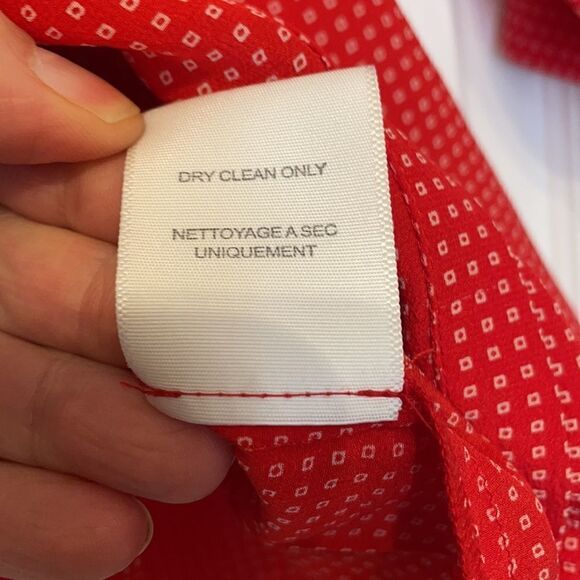 DRY CLEAN ONLY
NETTOYAGE A SEC
UNIQUEMENT